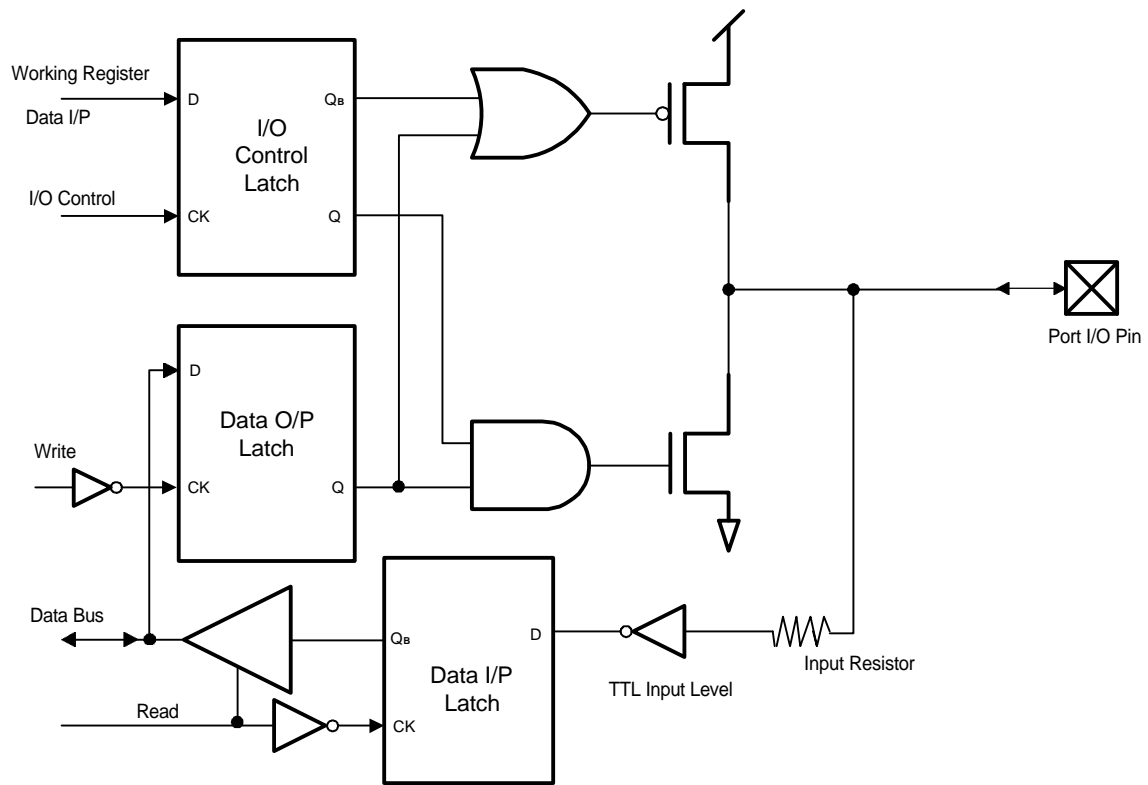 Working Register
Data I/P
I/O Control
D
CK
I/O
Control
Latch
QB
Q
Port I/O Pin
Write
D
CK
Data O/P
Latch
Q
Data Bus
Read
QB
CK
Data I/P
Latch
D
TTL Input Level
Input Resistor